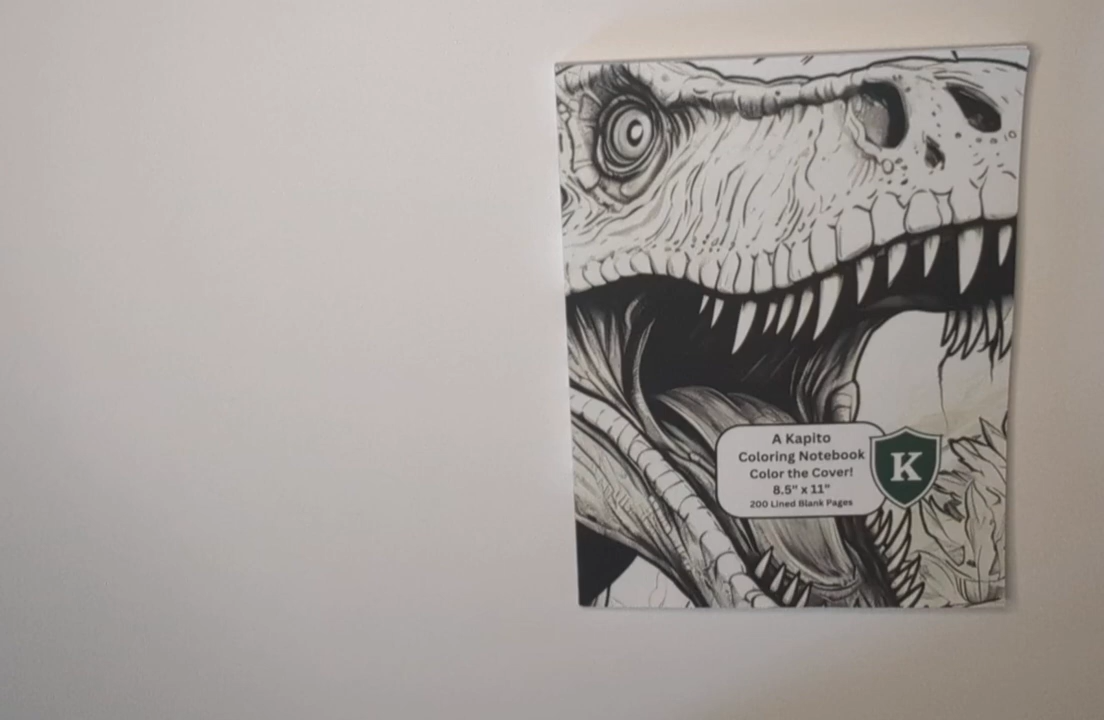 A Kapito
Coloring Notebook
Color the Cover!
8.5" x 11"
200 Lined Blank Pages
K